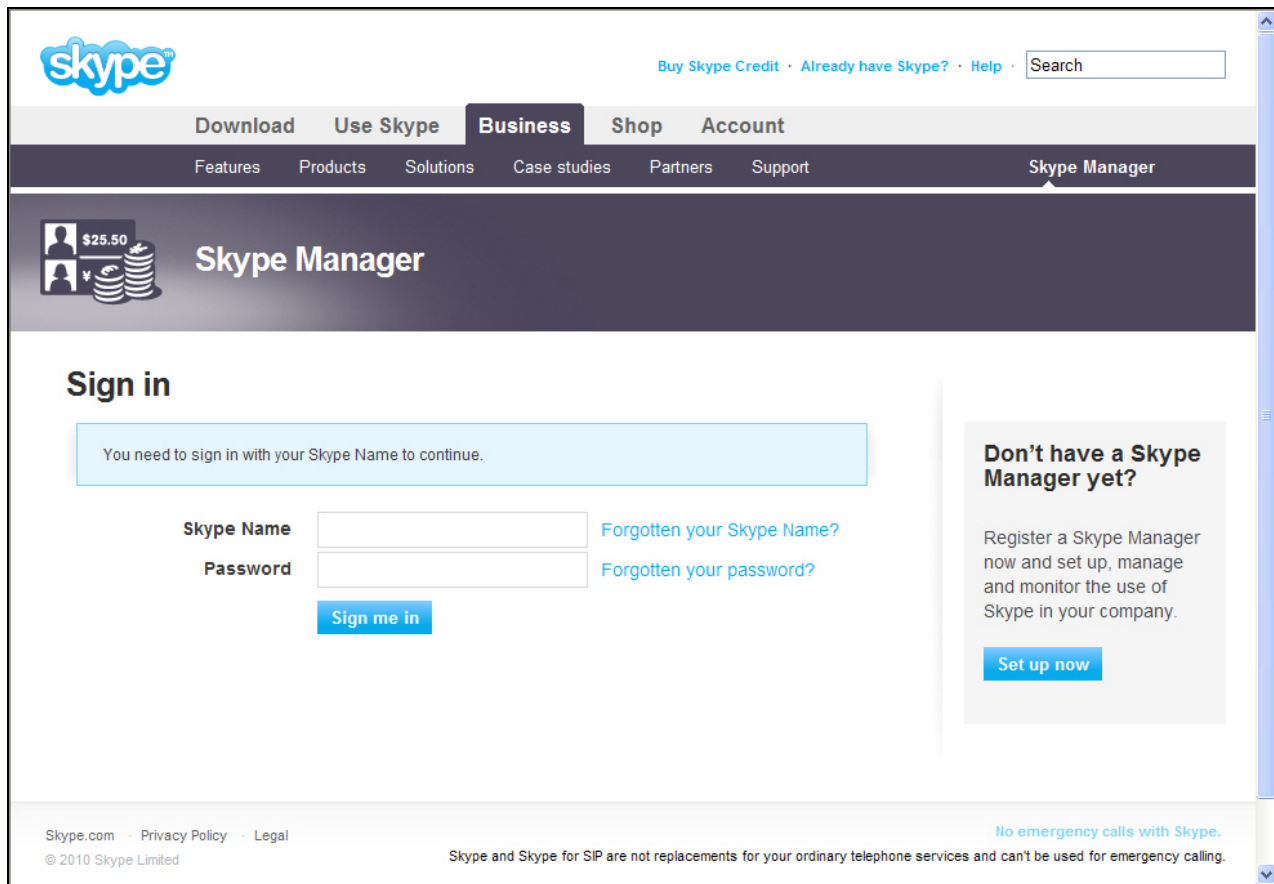 skype™
Buy Skype Credit · Already have Skype? · Help · Search
Download Use Skype Business Shop Account
Features Products Solutions Case studies Partners Support Skype Manager
$25.50
¥
Skype Manager
Sign in
You need to sign in with your Skype Name to continue.
Skype Name Forgotten your Skype Name?
Password Forgotten your password?
Sign me in
Don't have a Skype
Manager yet?
Register a Skype Manager
now and set up, manage
and monitor the use of
Skype in your company.
Set up now
Skype.com · Privacy Policy · Legal
© 2010 Skype Limited
No emergency calls with Skype.
Skype and Skype for SIP are not replacements for your ordinary telephone services and can't be used for emergency calling.